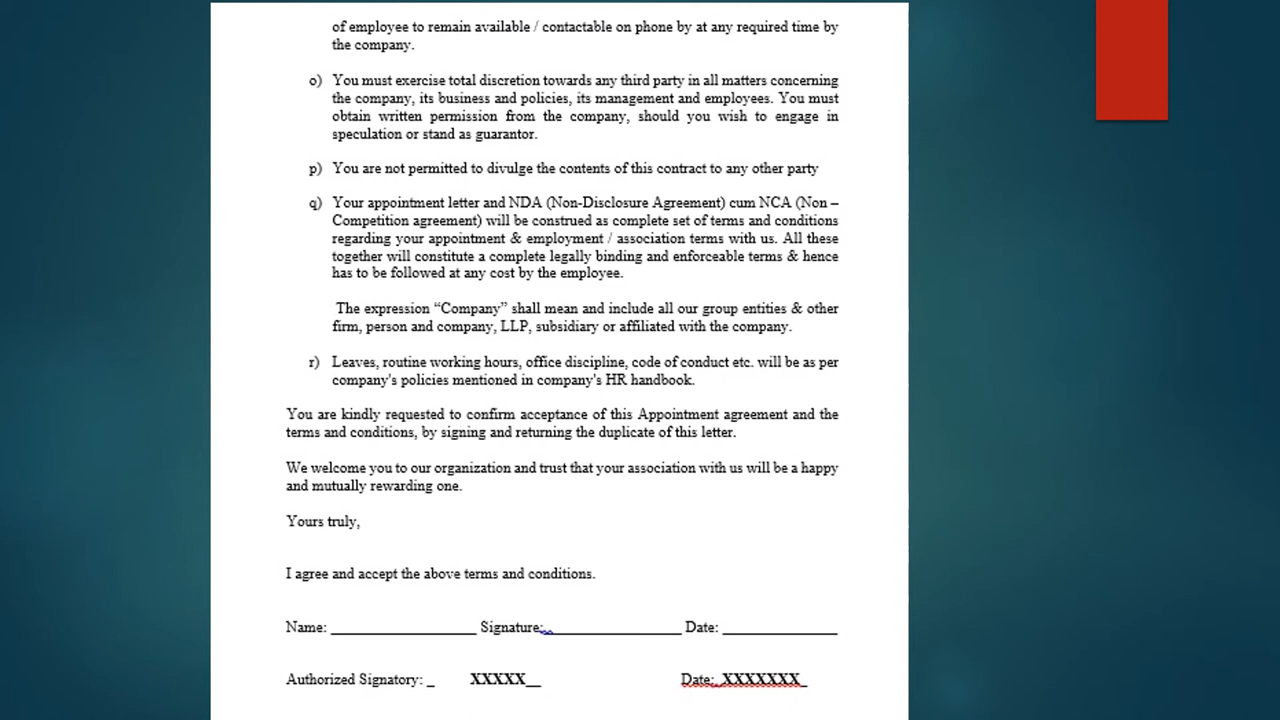 of employee to remain available / contactable on phone by at any required time by
the company.
o) You must exercise total discretion towards any third party in all matters concerning
the company, its business and policies, its management and employees. You must
obtain written permission from the company, should you wish to engage in
speculation or stand as guarantor.
p) You are not permitted to divulge the contents of this contract to any other party
q) Your appointment letter and NDA (Non-Disclosure Agreement) cum NCA (Non –
Competition agreement) will be construed as complete set of terms and conditions
regarding your appointment & employment / association terms with us. All these
together will constitute a complete legally binding and enforceable terms & hence
has to be followed at any cost by the employee.
The expression “Company” shall mean and include all our group entities & other
firm, person and company, LLP, subsidiary or affiliated with the company.
r) Leaves, routine working hours, office discipline, code of conduct etc. will be as per
company's policies mentioned in company's HR handbook.
You are kindly requested to confirm acceptance of this Appointment agreement and the
terms and conditions, by signing and returning the duplicate of this letter.
We welcome you to our organization and trust that your association with us will be a happy
and mutually rewarding one.
Yours truly,
I agree and accept the above terms and conditions.
Name: _________________ Signature:_________________ Date: ______________
Authorized Signatory: _ XXXXX__ Date:_XXXXXXX_